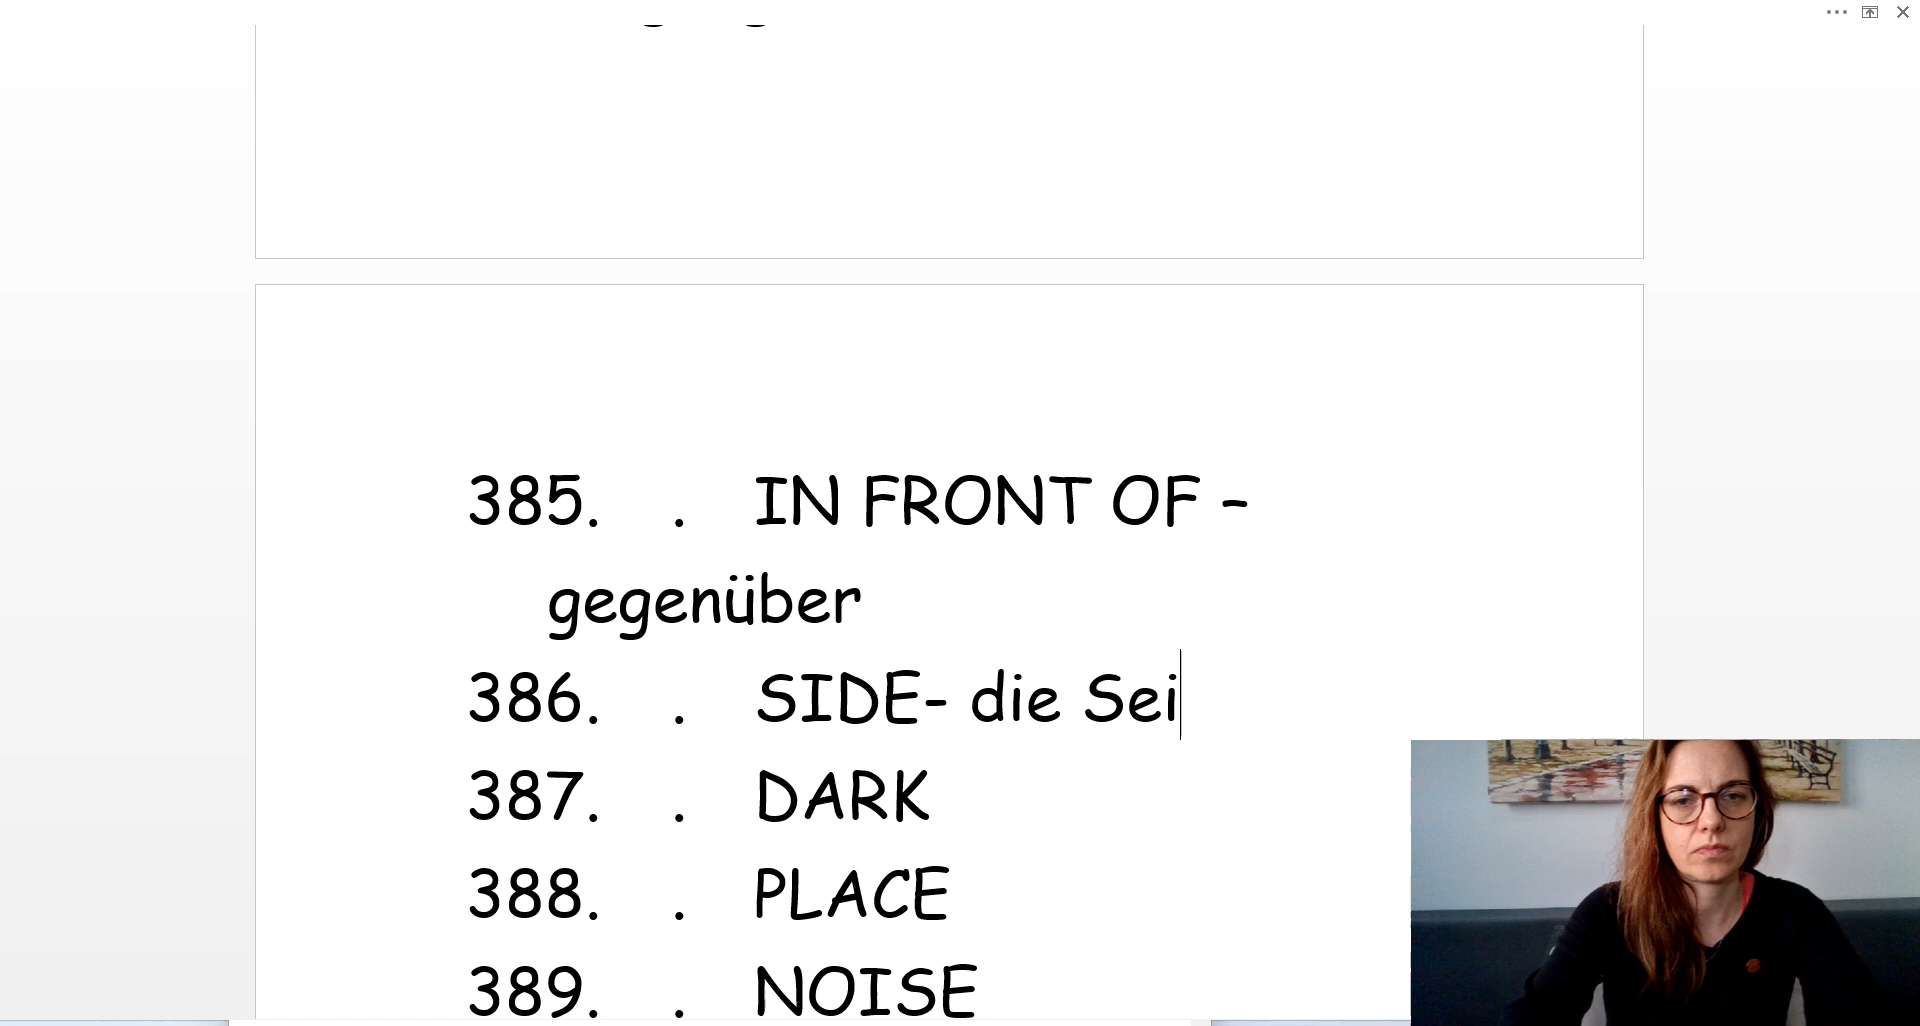 385. . IN FRONT OF –
gegenüber
386. . SIDE- die Sei
387. . DARK
388. . PLACE
389. . NOISE